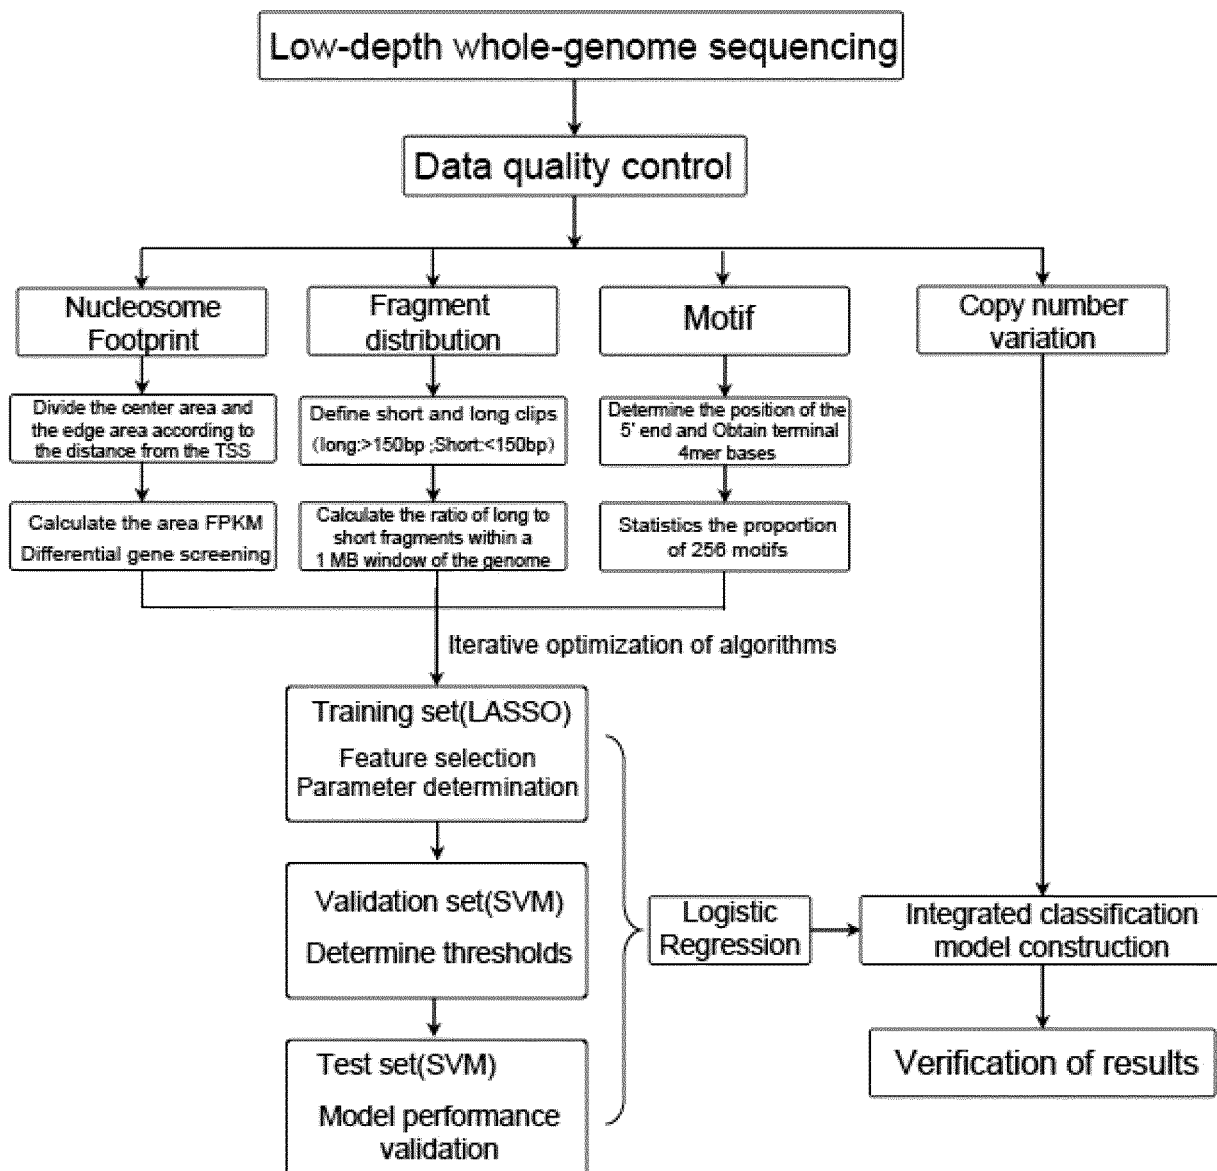 Low-depth whole-genome sequencing
Data quality control
Nucleosome
Footprint
Fragment
distribution
Motif
Copy number
variation
Divide the center area and
the edge area according to
the distance from the TSS
Define short and long clips
(long:>150bp ;Short:<150bp)
Determine the position of the
5' end and Obtain terminal
4mer bases
Calculate the area FPKM
Differential gene screening
Calculate the ratio of long to
short fragments within a
1 MB window of the genome
Statistics the proportion
of 256 motifs
Iterative optimization of algorithms
Training set(LASSO)
Feature selection
Parameter determination
Validation set(SVM)
Determine thresholds
Logistic
Regression
Integrated classification
model construction
Test set(SVM)
Model performance
validation
Verification of results